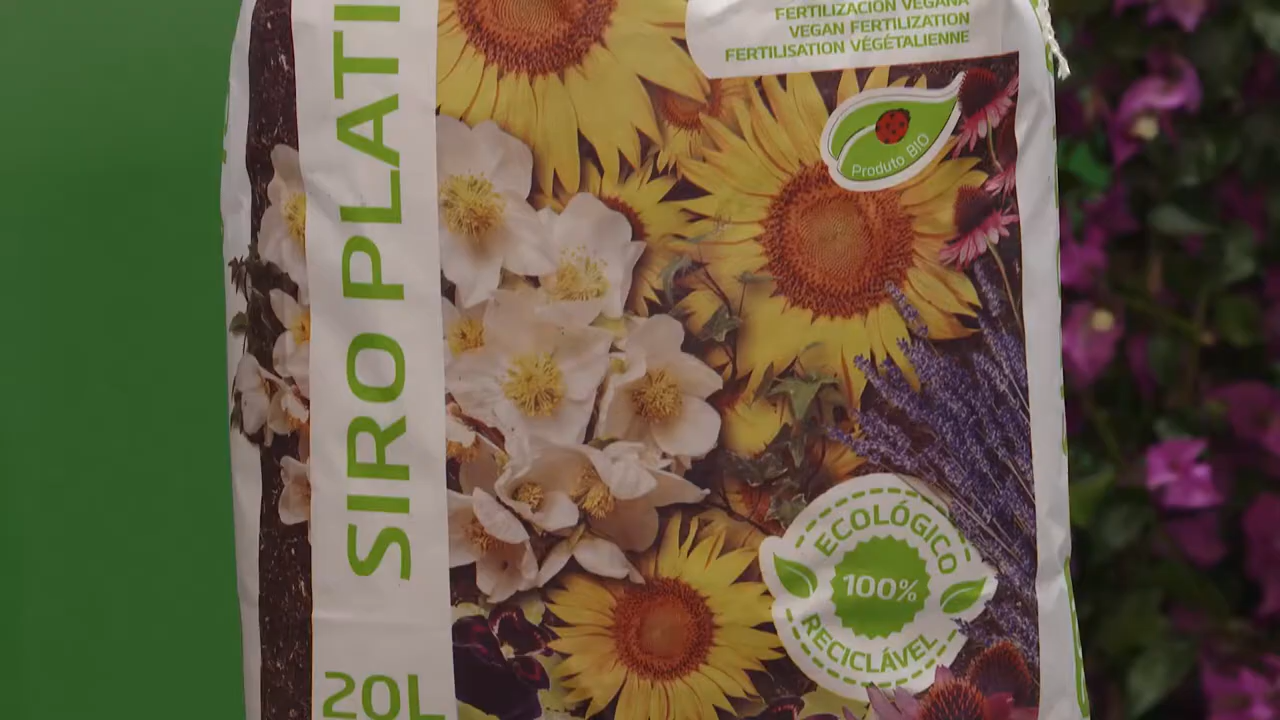 FERTILIZACIÓN VEGANA
VEGAN FERTILIZATION
FERTILISATION VÉGÉTALIENNE
Produto BIO
SIRO PLATI
ECOLÓGICO
100%
RECICLÁVEL
20L